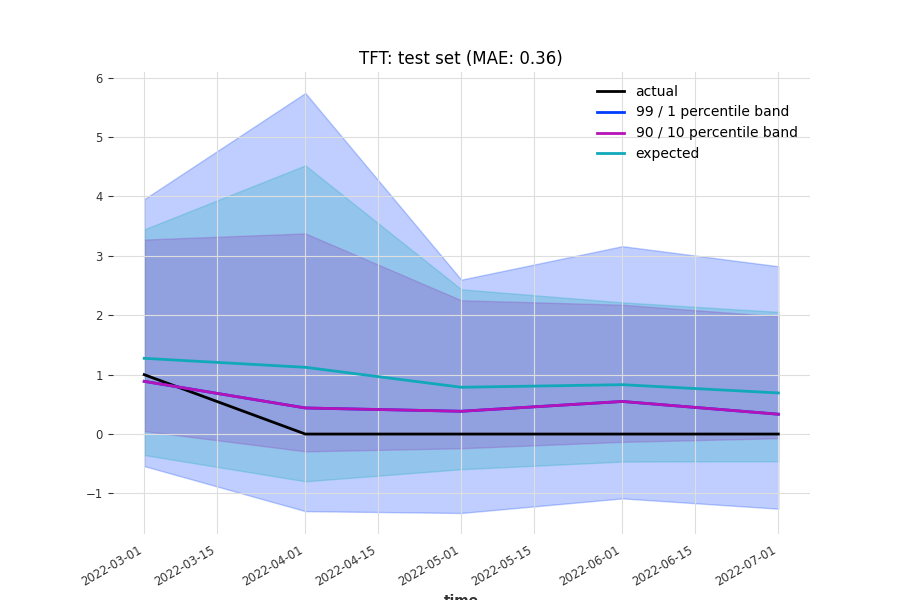 TFT: test set (MAE: 0.36)
actual
99 / 1 percentile band
90 / 10 percentile band
expected
6
5
4
3
2
1
0
−1
2022-03-01
2022-03-15
2022-04-01
2022-04-15
2022-05-01
2022-05-15
2022-06-01
2022-06-15
2022-07-01
time